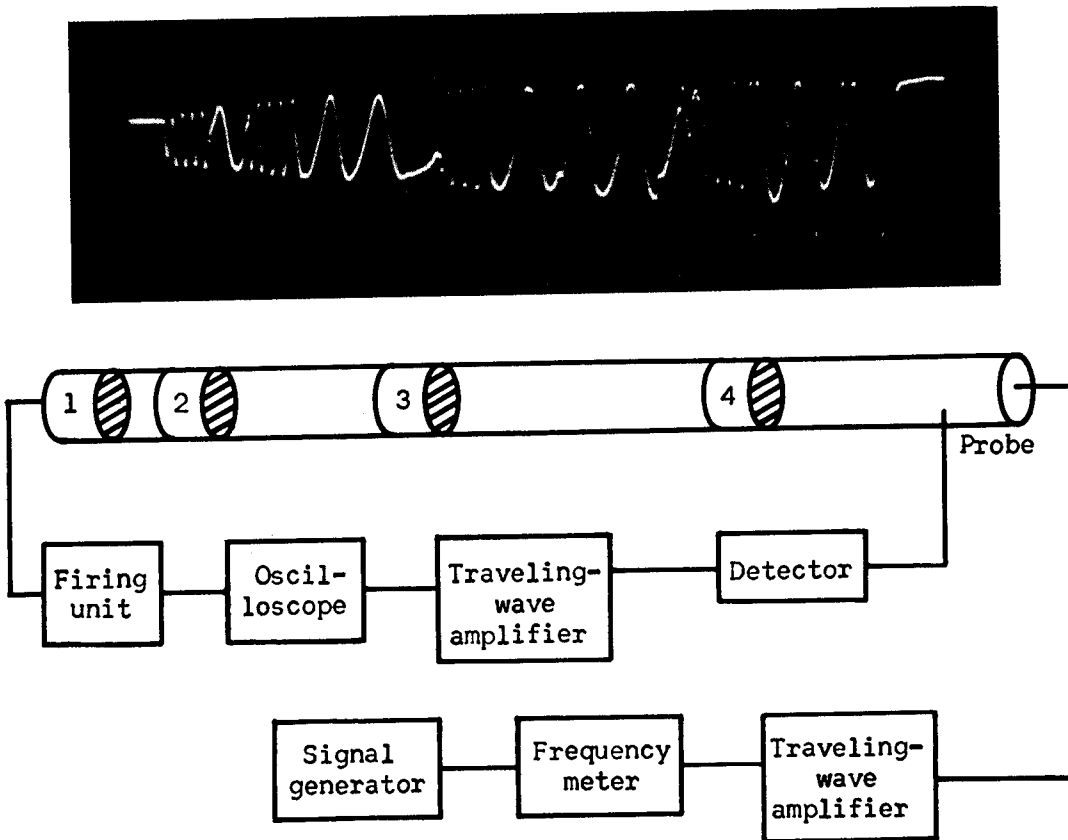 1
2
3
4
Probe
Firing
unit
Oscil-
loscope
Traveling-
wave
amplifier
Detector
Signal
generator
Frequency
meter
Traveling-
wave
amplifier